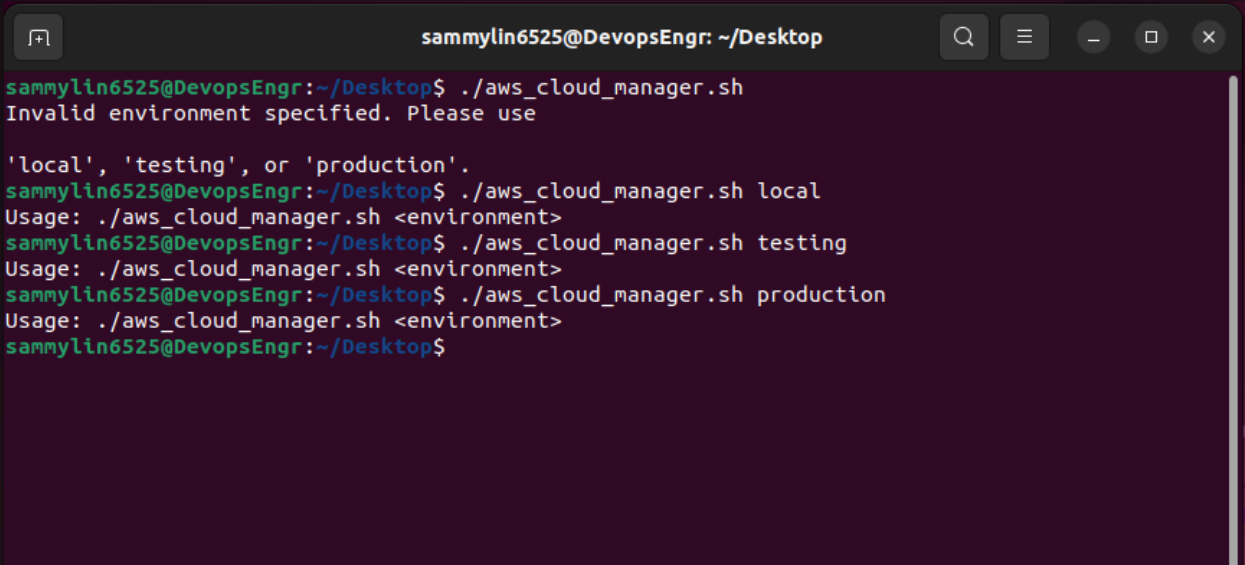 sammylin6525@DevopsEngr: ~/Desktop
sammylin6525@DevopsEngr:~/Desktop$ ./aws_cloud_manager.sh
Invalid environment specified. Please use

'local', 'testing', or 'production'.
sammylin6525@DevopsEngr:~/Desktop$ ./aws_cloud_manager.sh local
Usage: ./aws_cloud_manager.sh <environment>
sammylin6525@DevopsEngr:~/Desktop$ ./aws_cloud_manager.sh testing
Usage: ./aws_cloud_manager.sh <environment>
sammylin6525@DevopsEngr:~/Desktop$ ./aws_cloud_manager.sh production
Usage: ./aws_cloud_manager.sh <environment>
sammylin6525@DevopsEngr:~/Desktop$